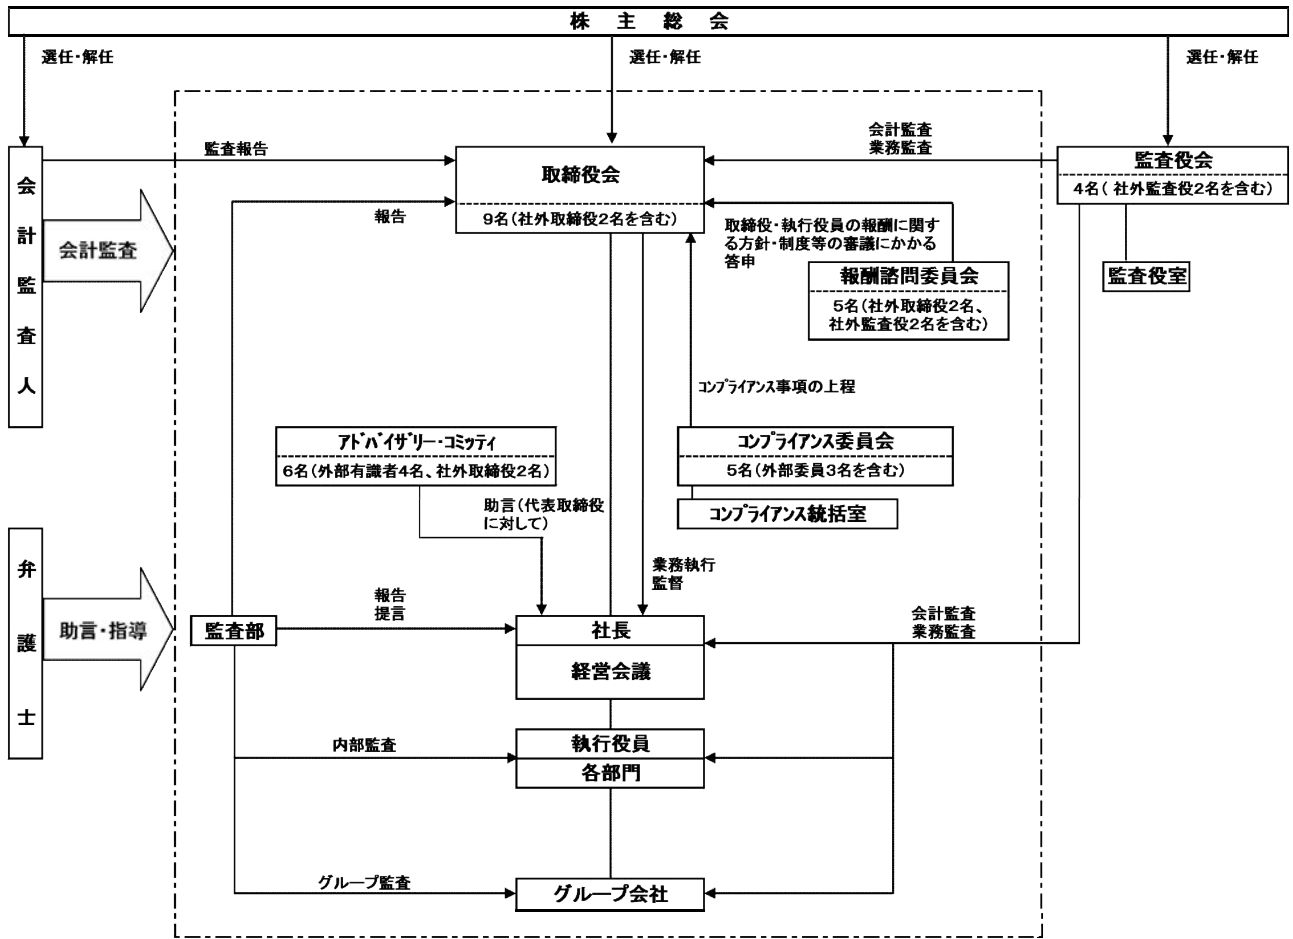 株主総会
選任・解任
選任・解任
選任・解任
会計監査人
監査報告
会計監査
業務監査
取締役会
9名(社外取締役2名を含む)
監査役会
4名( 社外監査役2名を含む)
監査役室
会計監査
報告
取締役・執行役員の報酬に関す
る方針・制度等の審議にかかる
答申
報酬諮問委員会
5名(社外取締役2名、
社外監査役2名を含む)
コンプライアンス事項の上程
アドバイザリー・コミッティ
6名(外部有識者4名、社外取締役2名)
コンプライアンス委員会
5名(外部委員3名を含む)
コンプライアンス統括室
助言(代表取締役
に対して)
業務執行
監督
弁護士
助言・指導
監査部
報告
提言
社長
経営会議
会計監査
業務監査
内部監査
執行役員
各部門
グループ監査
グループ会社